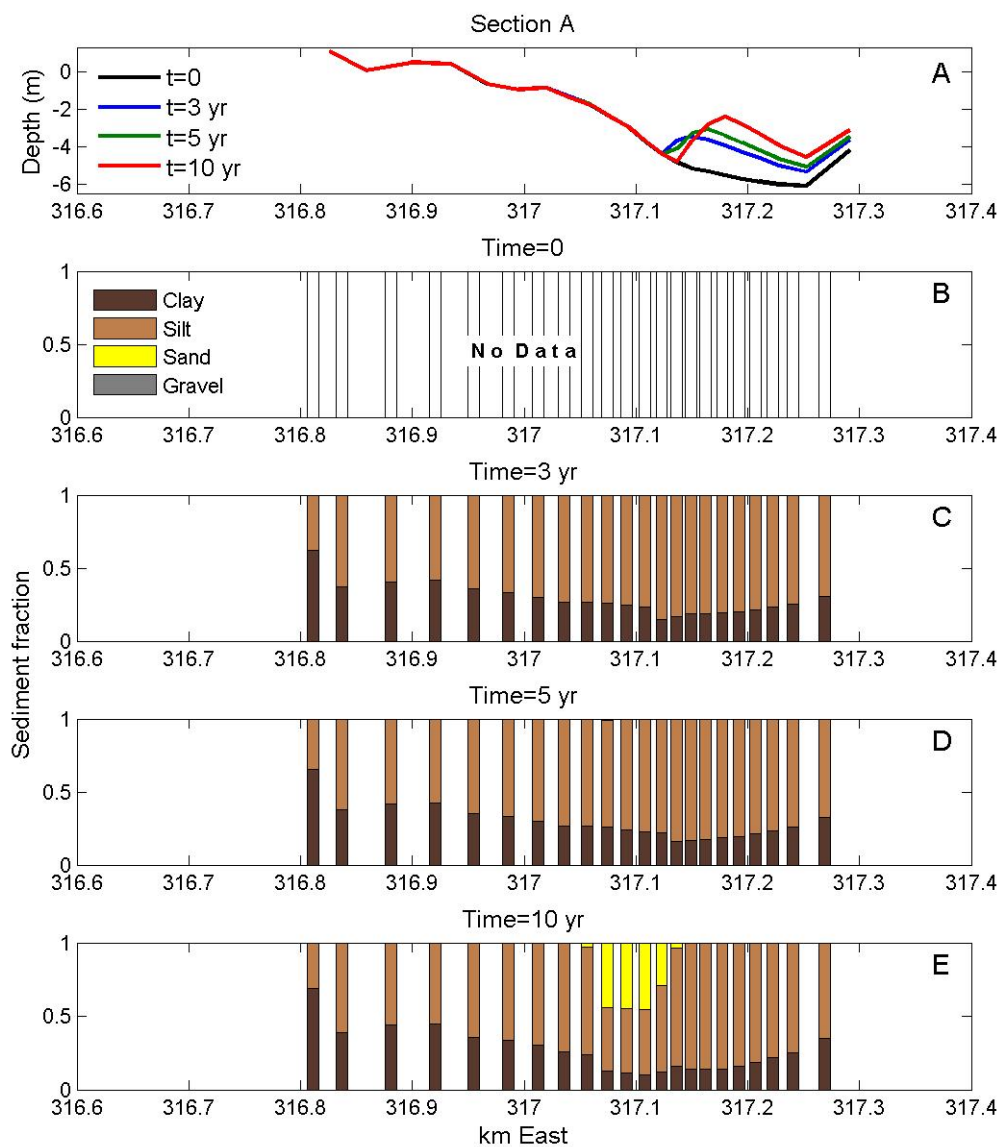 Section A
A
Depth (m)
0
-2
-4
-6
t=0
t=3 yr
t=5 yr
t=10 yr
316.6 316.7 316.8 316.9 317 317.1 317.2 317.3 317.4
Time=0
B
1
0.5
0
Clay
Silt
Sand
Gravel
No Data
316.6 316.7 316.8 316.9 317 317.1 317.2 317.3 317.4
Time=3 yr
C
1
0.5
0
316.6 316.7 316.8 316.9 317 317.1 317.2 317.3 317.4
Sediment fraction
Time=5 yr
D
1
0.5
0
316.6 316.7 316.8 316.9 317 317.1 317.2 317.3 317.4
Time=10 yr
E
1
0.5
0
316.6 316.7 316.8 316.9 317 317.1 317.2 317.3 317.4
km East